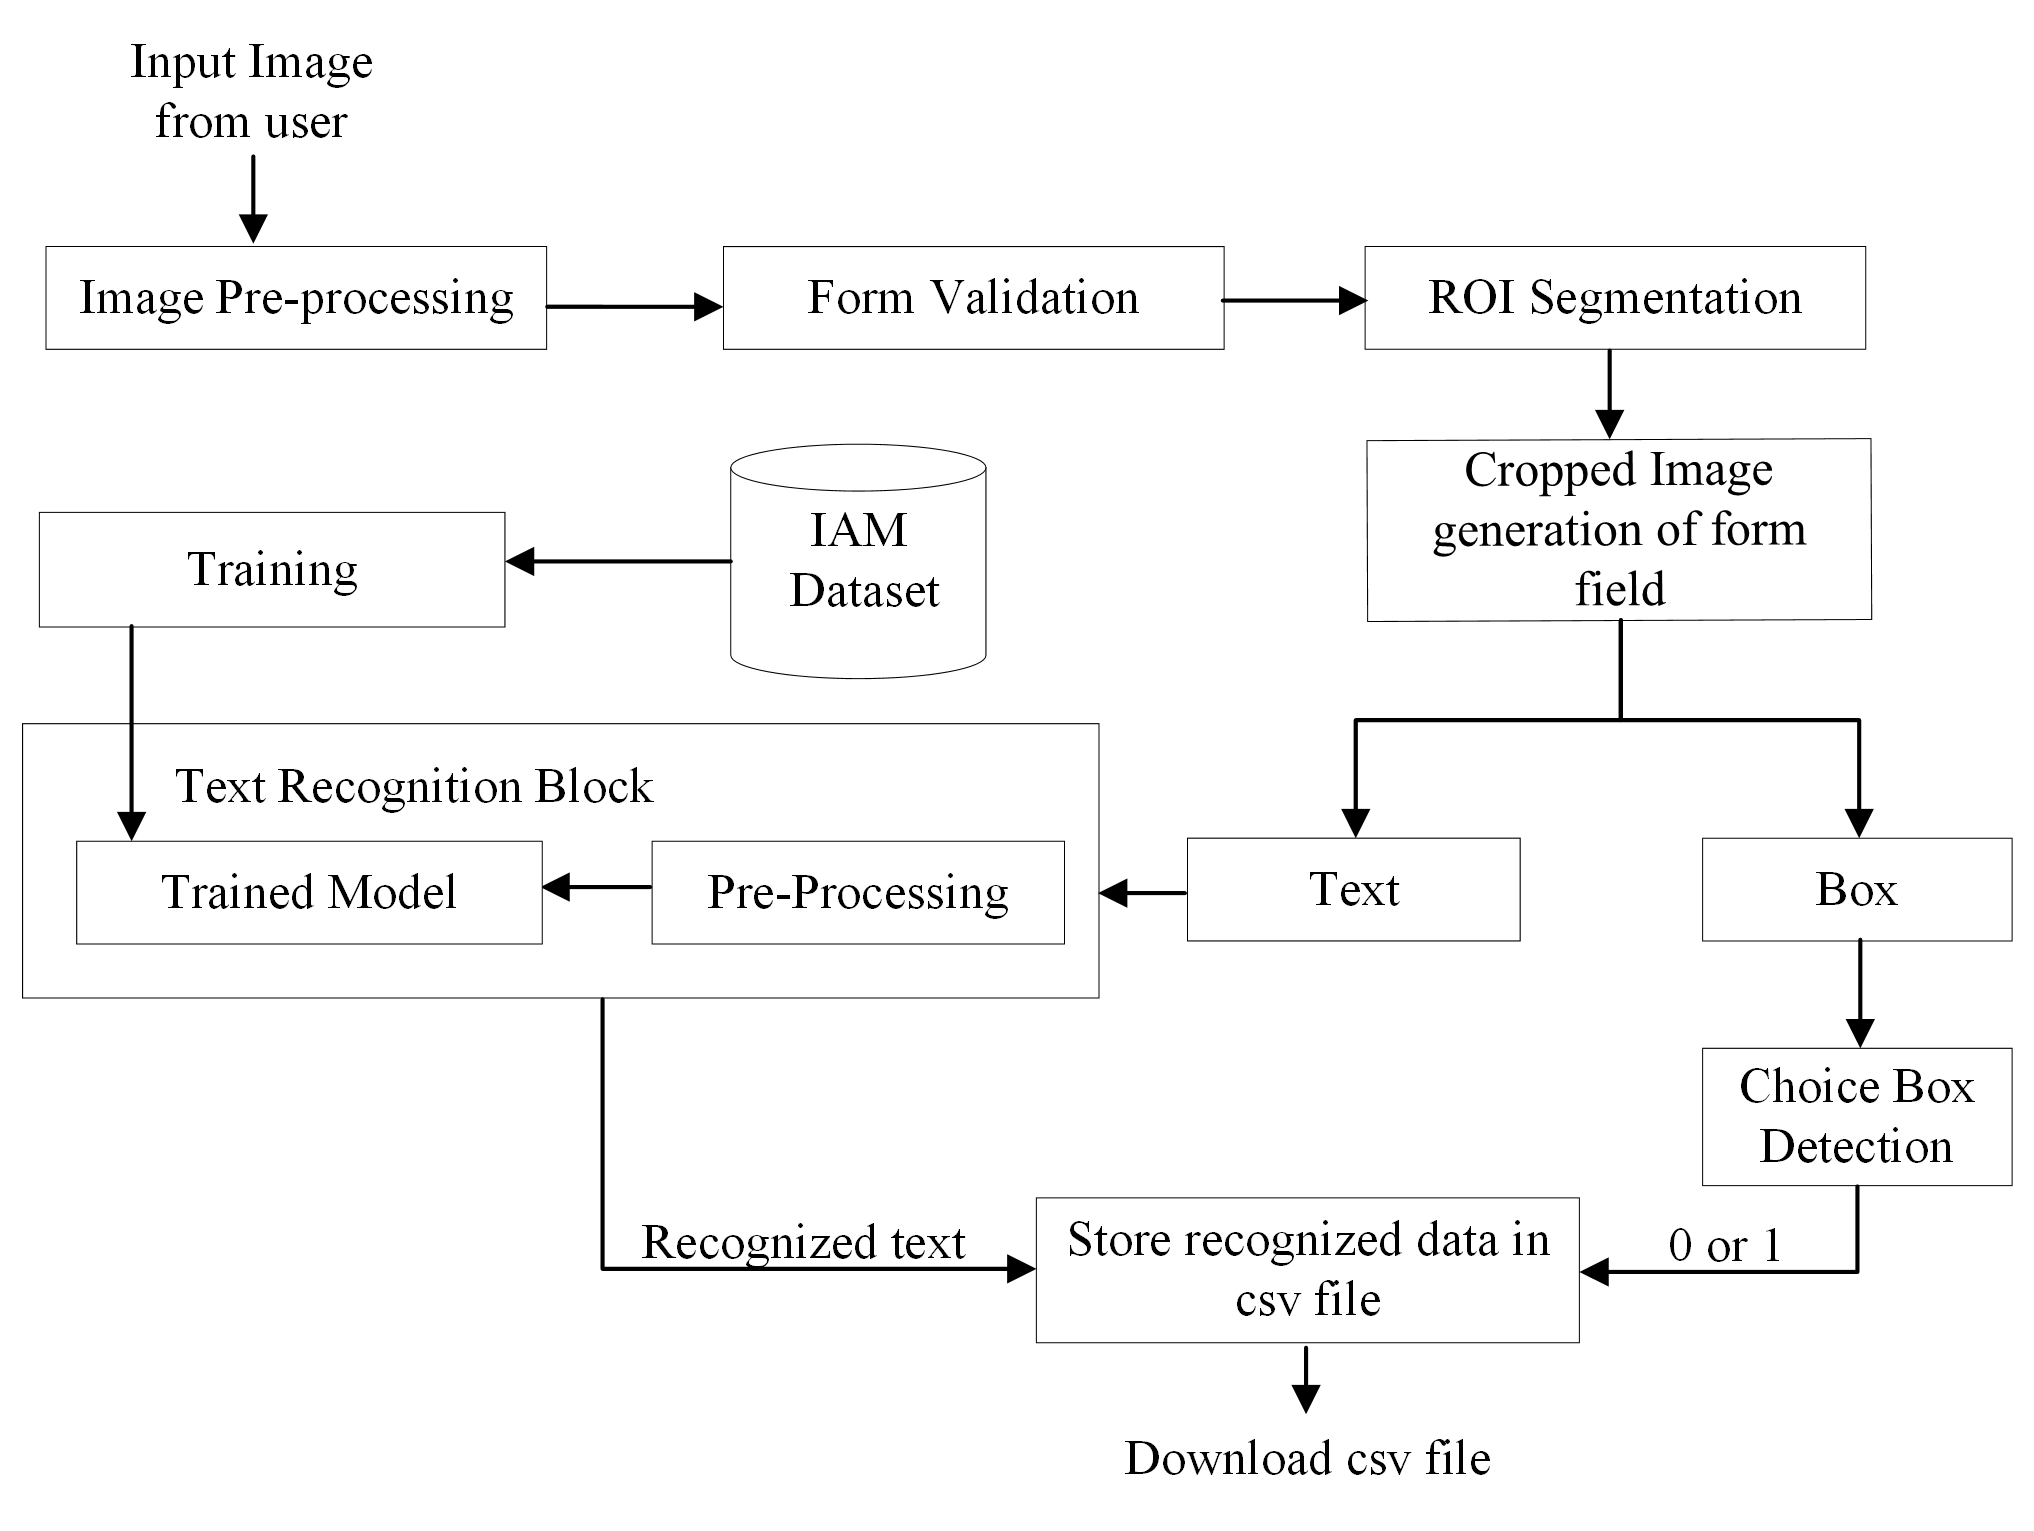 Input Image
from user
Image Pre-processing
Form Validation
ROI Segmentation
Cropped Image
generation of form
field
IAM
Dataset
Training
Text Recognition Block
Trained Model
Pre-Processing
Text
Box
Choice Box
Detection
Recognized text
Store recognized data in
csv file
0 or 1
Download csv file